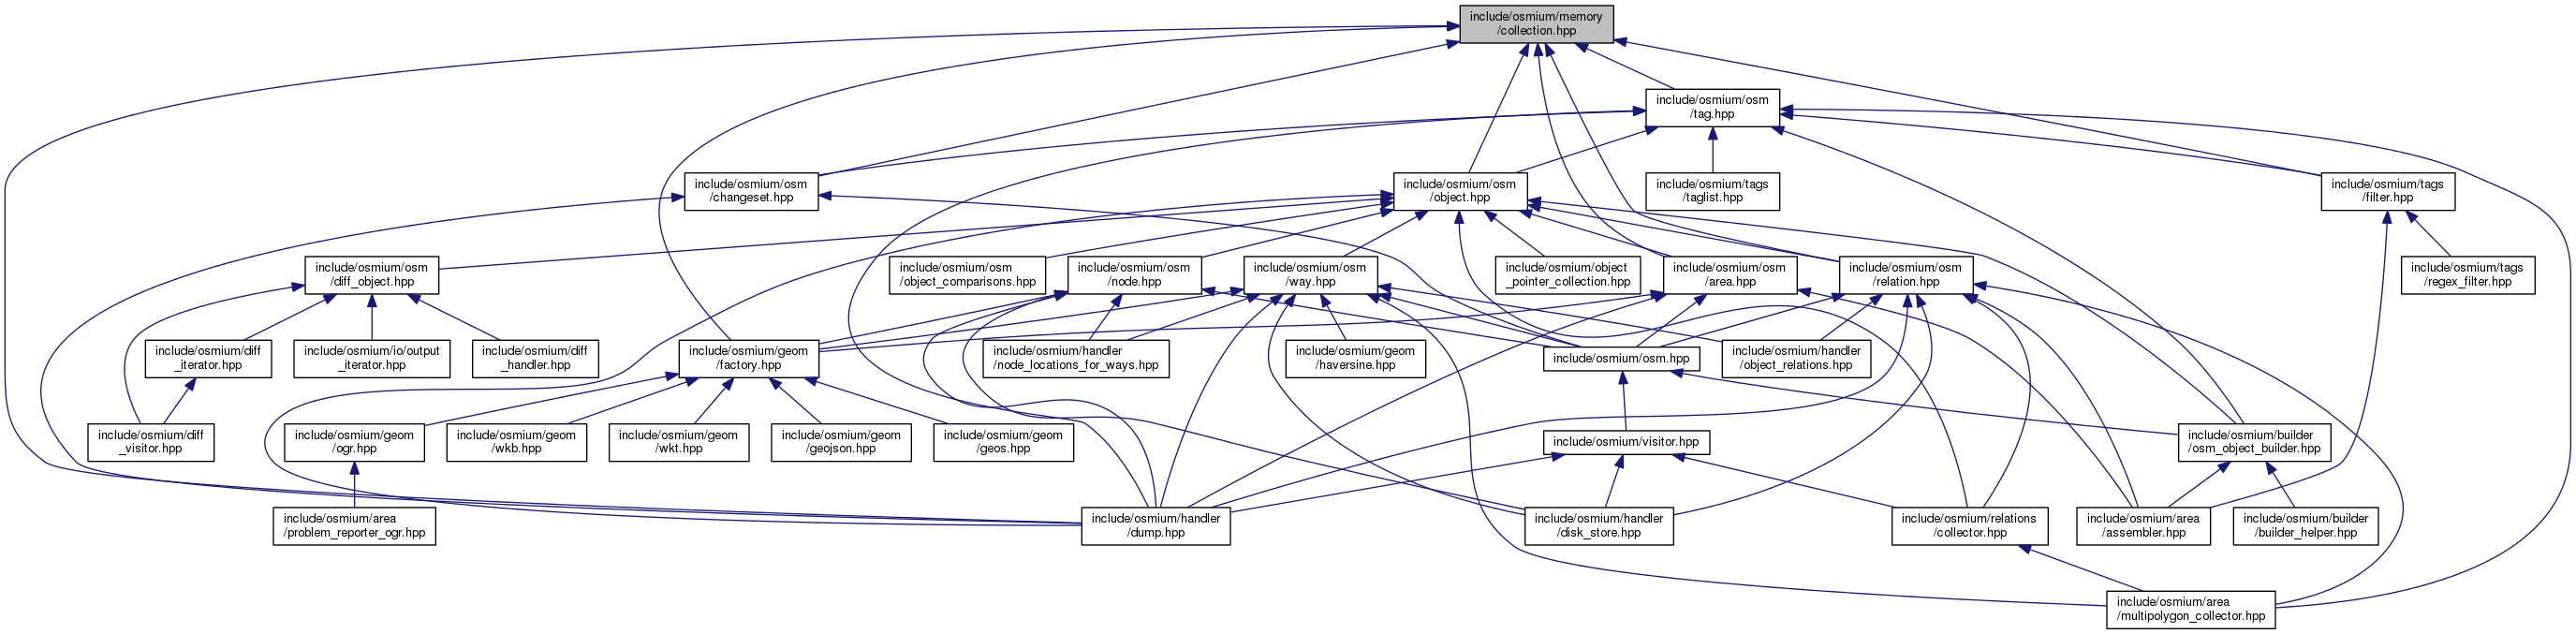 include/osmium/memory
/collection.hpp
include/osmium/osm
/tag.hpp
include/osmium/osm
/changeset.hpp
include/osmium/osm
/object.hpp
include/osmium/tags
/taglist.hpp
include/osmium/tags
/filter.hpp
include/osmium/osm
/diff_object.hpp
include/osmium/osm
/object_comparisons.hpp
include/osmium/osm
/node.hpp
include/osmium/osm
/way.hpp
include/osmium/object
_pointer_collection.hpp
include/osmium/osm
/area.hpp
include/osmium/osm
/relation.hpp
include/osmium/tags
/regex_filter.hpp
include/osmium/diff
_iterator.hpp
include/osmium/io/output
_iterator.hpp
include/osmium/diff
_handler.hpp
include/osmium/geom
/factory.hpp
include/osmium/handler
/node_locations_for_ways.hpp
include/osmium/geom
/haversine.hpp
include/osmium/osm.hpp
include/osmium/handler
/object_relations.hpp
include/osmium/diff
_visitor.hpp
include/osmium/geom
/ogr.hpp
include/osmium/geom
/wkb.hpp
include/osmium/geom
/wkt.hpp
include/osmium/geom
/geojson.hpp
include/osmium/geom
/geos.hpp
include/osmium/visitor.hpp
include/osmium/builder
/osm_object_builder.hpp
include/osmium/area
/problem_reporter_ogr.hpp
include/osmium/handler
/dump.hpp
include/osmium/handler
/disk_store.hpp
include/osmium/relations
/collector.hpp
include/osmium/area
/assembler.hpp
include/osmium/builder
/builder_helper.hpp
include/osmium/area
/multipolygon_collector.hpp